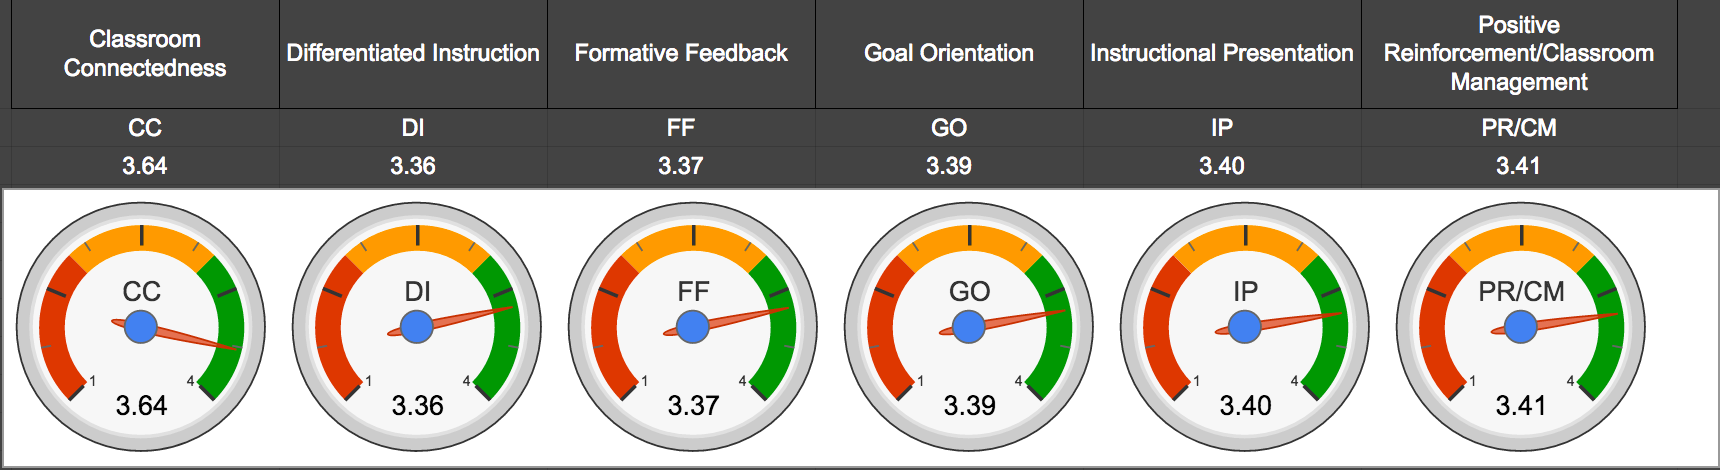 Classroom
Connectedness
Differentiated Instruction
Formative Feedback
Goal Orientation
Instructional Presentation
Positive
Reinforcement/Classroom
Management
CC
DI
FF
GO
IP
PR/CM
3.64
3.36
3.37
3.39
3.40
3.41
CC
1
4
3.64
DI
1
4
3.36
FF
1
4
3.37
GO
1
4
3.39
IP
1
4
3.40
PR/CM
1
4
3.41